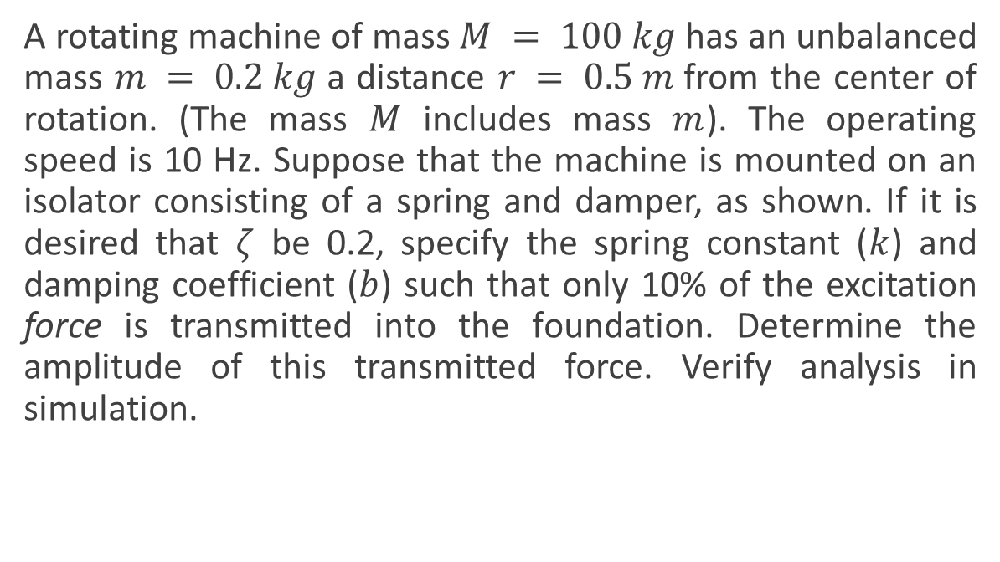 A rotating machine of mass 𝑀 = 100 𝑘𝑔 has an unbalanced
mass 𝑚 = 0.2 𝑘𝑔 a distance 𝑟 = 0.5 𝑚 from the center of
rotation. (The mass 𝑀 includes mass 𝑚). The operating
speed is 10 Hz. Suppose that the machine is mounted on an
isolator consisting of a spring and damper, as shown. If it is
desired that 𝜁 be 0.2, specify the spring constant (𝑘) and
damping coefficient (𝑏) such that only 10% of the excitation
force is transmitted into the foundation. Determine the
amplitude of this transmitted force. Verify analysis in
simulation.